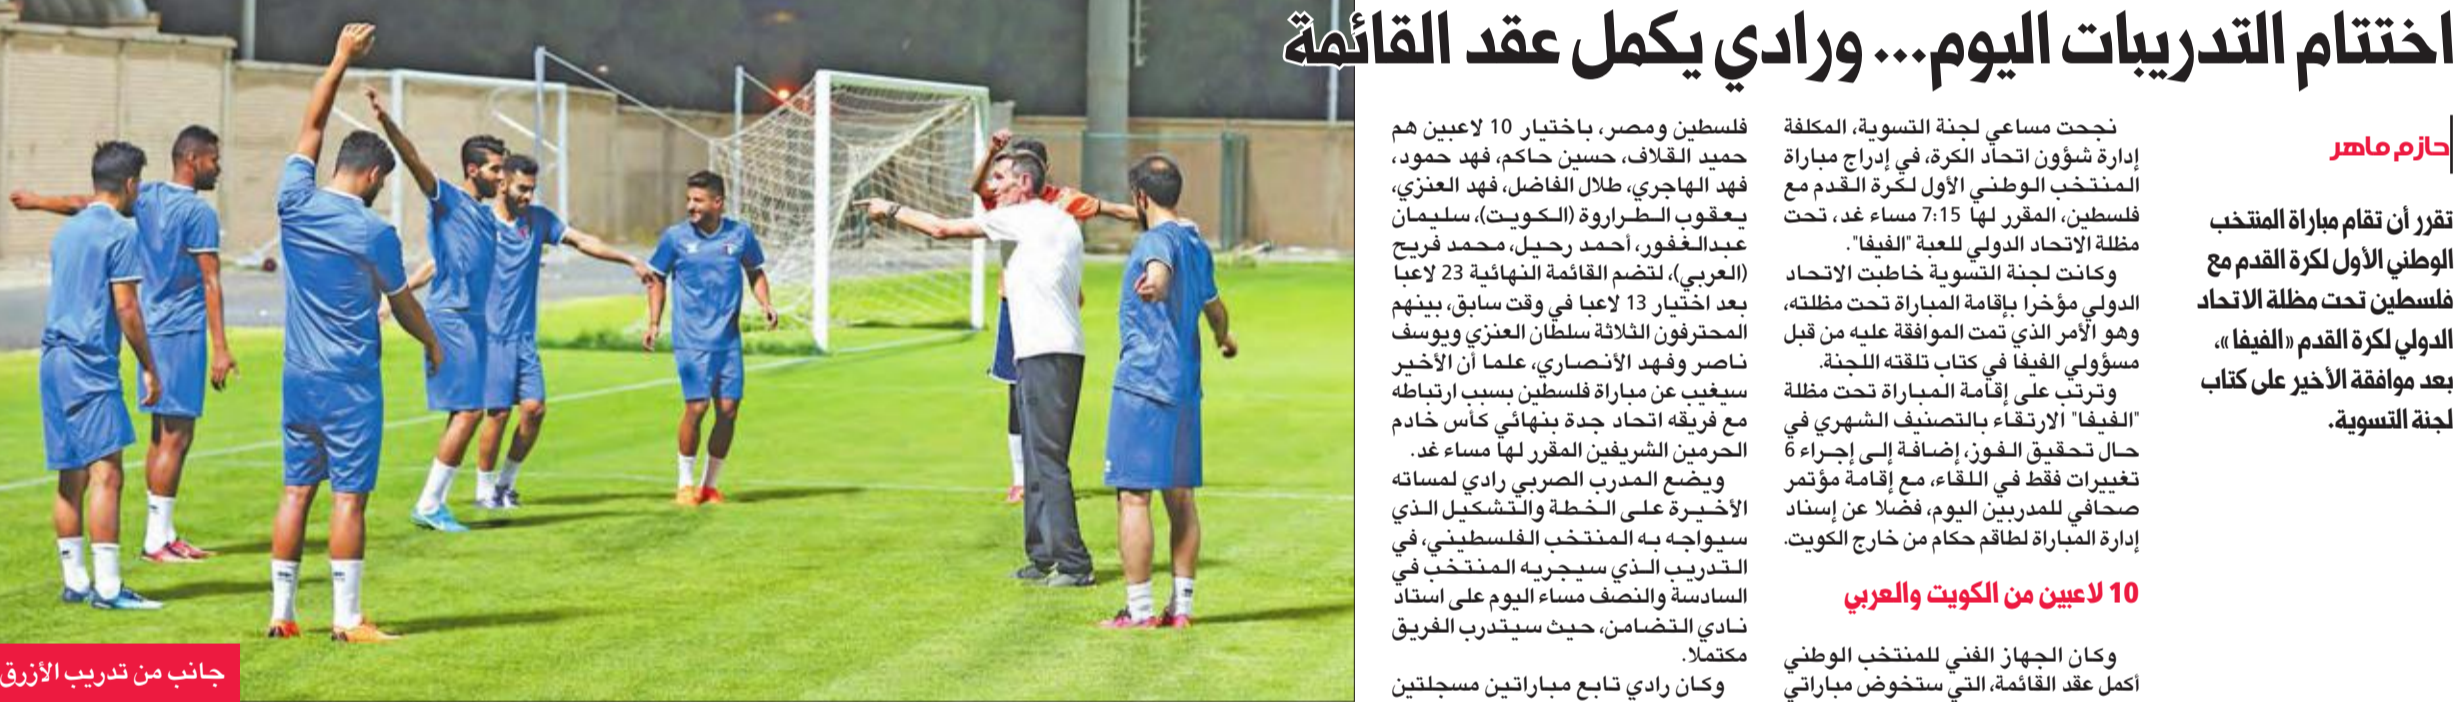 اختتام التدريبات اليوم... ورادي يكمل عقد القائمة
حازم ماهر
تقرر أن تقام مباراة المنتخب
الوطني الأول لكرة القدم مع
فلسطين تحت مظلة الاتحاد
الدولي لكرة القدم «الفيفا»،
بعد موافقة الأخير على كتاب
لجنة التسوية.
نجحت مساعي لجنة التسوية، المكلفة
إدارة شؤون اتحاد الكرة، في إدراج مباراة
المنتخب الوطني الأول لكرة القدم مع
فلسطين، المقرر لها 7:15 مساء غد، تحت
مظلة الاتحاد الدولي للعبة "الفيفا".
وكانت لجنة التسوية خاطبت الاتحاد
الدولي مؤخرا بإقامة المباراة تحت مظلته،
وهو الأمر الذي تمت الموافقة عليه من قبل
مسؤولي الفيفا في كتاب تلقته اللجنة.
وترتب على إقامة المباراة تحت مظلة
"الفيفا" الارتقاء بالتصنيف الشهري في
حال تحقيق الفوز، إضافة إلى إجراء 6
تغييرات فقط في اللقاء، مع إقامة مؤتمر
صحافي للمدربين اليوم، فضلا عن إسناد
إدارة المباراة لطاقم حكام من خارج الكويت.
10 لاعبين من الكويت والعربي
وكان الجهاز الفني للمنتخب الوطني
أكمل عقد القائمة، التي ستخوض مباراتي
فلسطين ومصر، باختيار 10 لاعبين هم
حميد القلاف، حسين حاكم، فهد حمود،
فهد الهاجري، طلال الفاضل، فهد العنزي،
يعقوب الطراروة (الكويت)، سليمان
عبدالغفور، أحمد رحيل، محمد فريح
(العربي)، لتضم القائمة النهائية 23 لاعبا
بعد اختيار 13 لاعبا في وقت سابق، بينهم
المحترفون الثلاثة سلطان العنزي ويوسف
ناصر وفهد الأنصاري، علما أن الأخير
سيغيب عن مباراة فلسطين بسبب ارتباطه
مع فريقه اتحاد جدة بنهائي كأس خادم
الحرمين الشريفين المقرر لها مساء غد.
ويضع المدرب الصربي رادي لمساته
الأخيرة على الخطة والتشكيل الذي
سيواجه به المنتخب الفلسطيني، في
التدريب الذي سيجريه المنتخب في
السادسة والنصف مساء اليوم على استاد
نادي التضامن، حيث سيتدرب الفريق
مكتملا.
وكان رادي تابع مباراتين مسجلتين
جانب من تدريب الأزرق